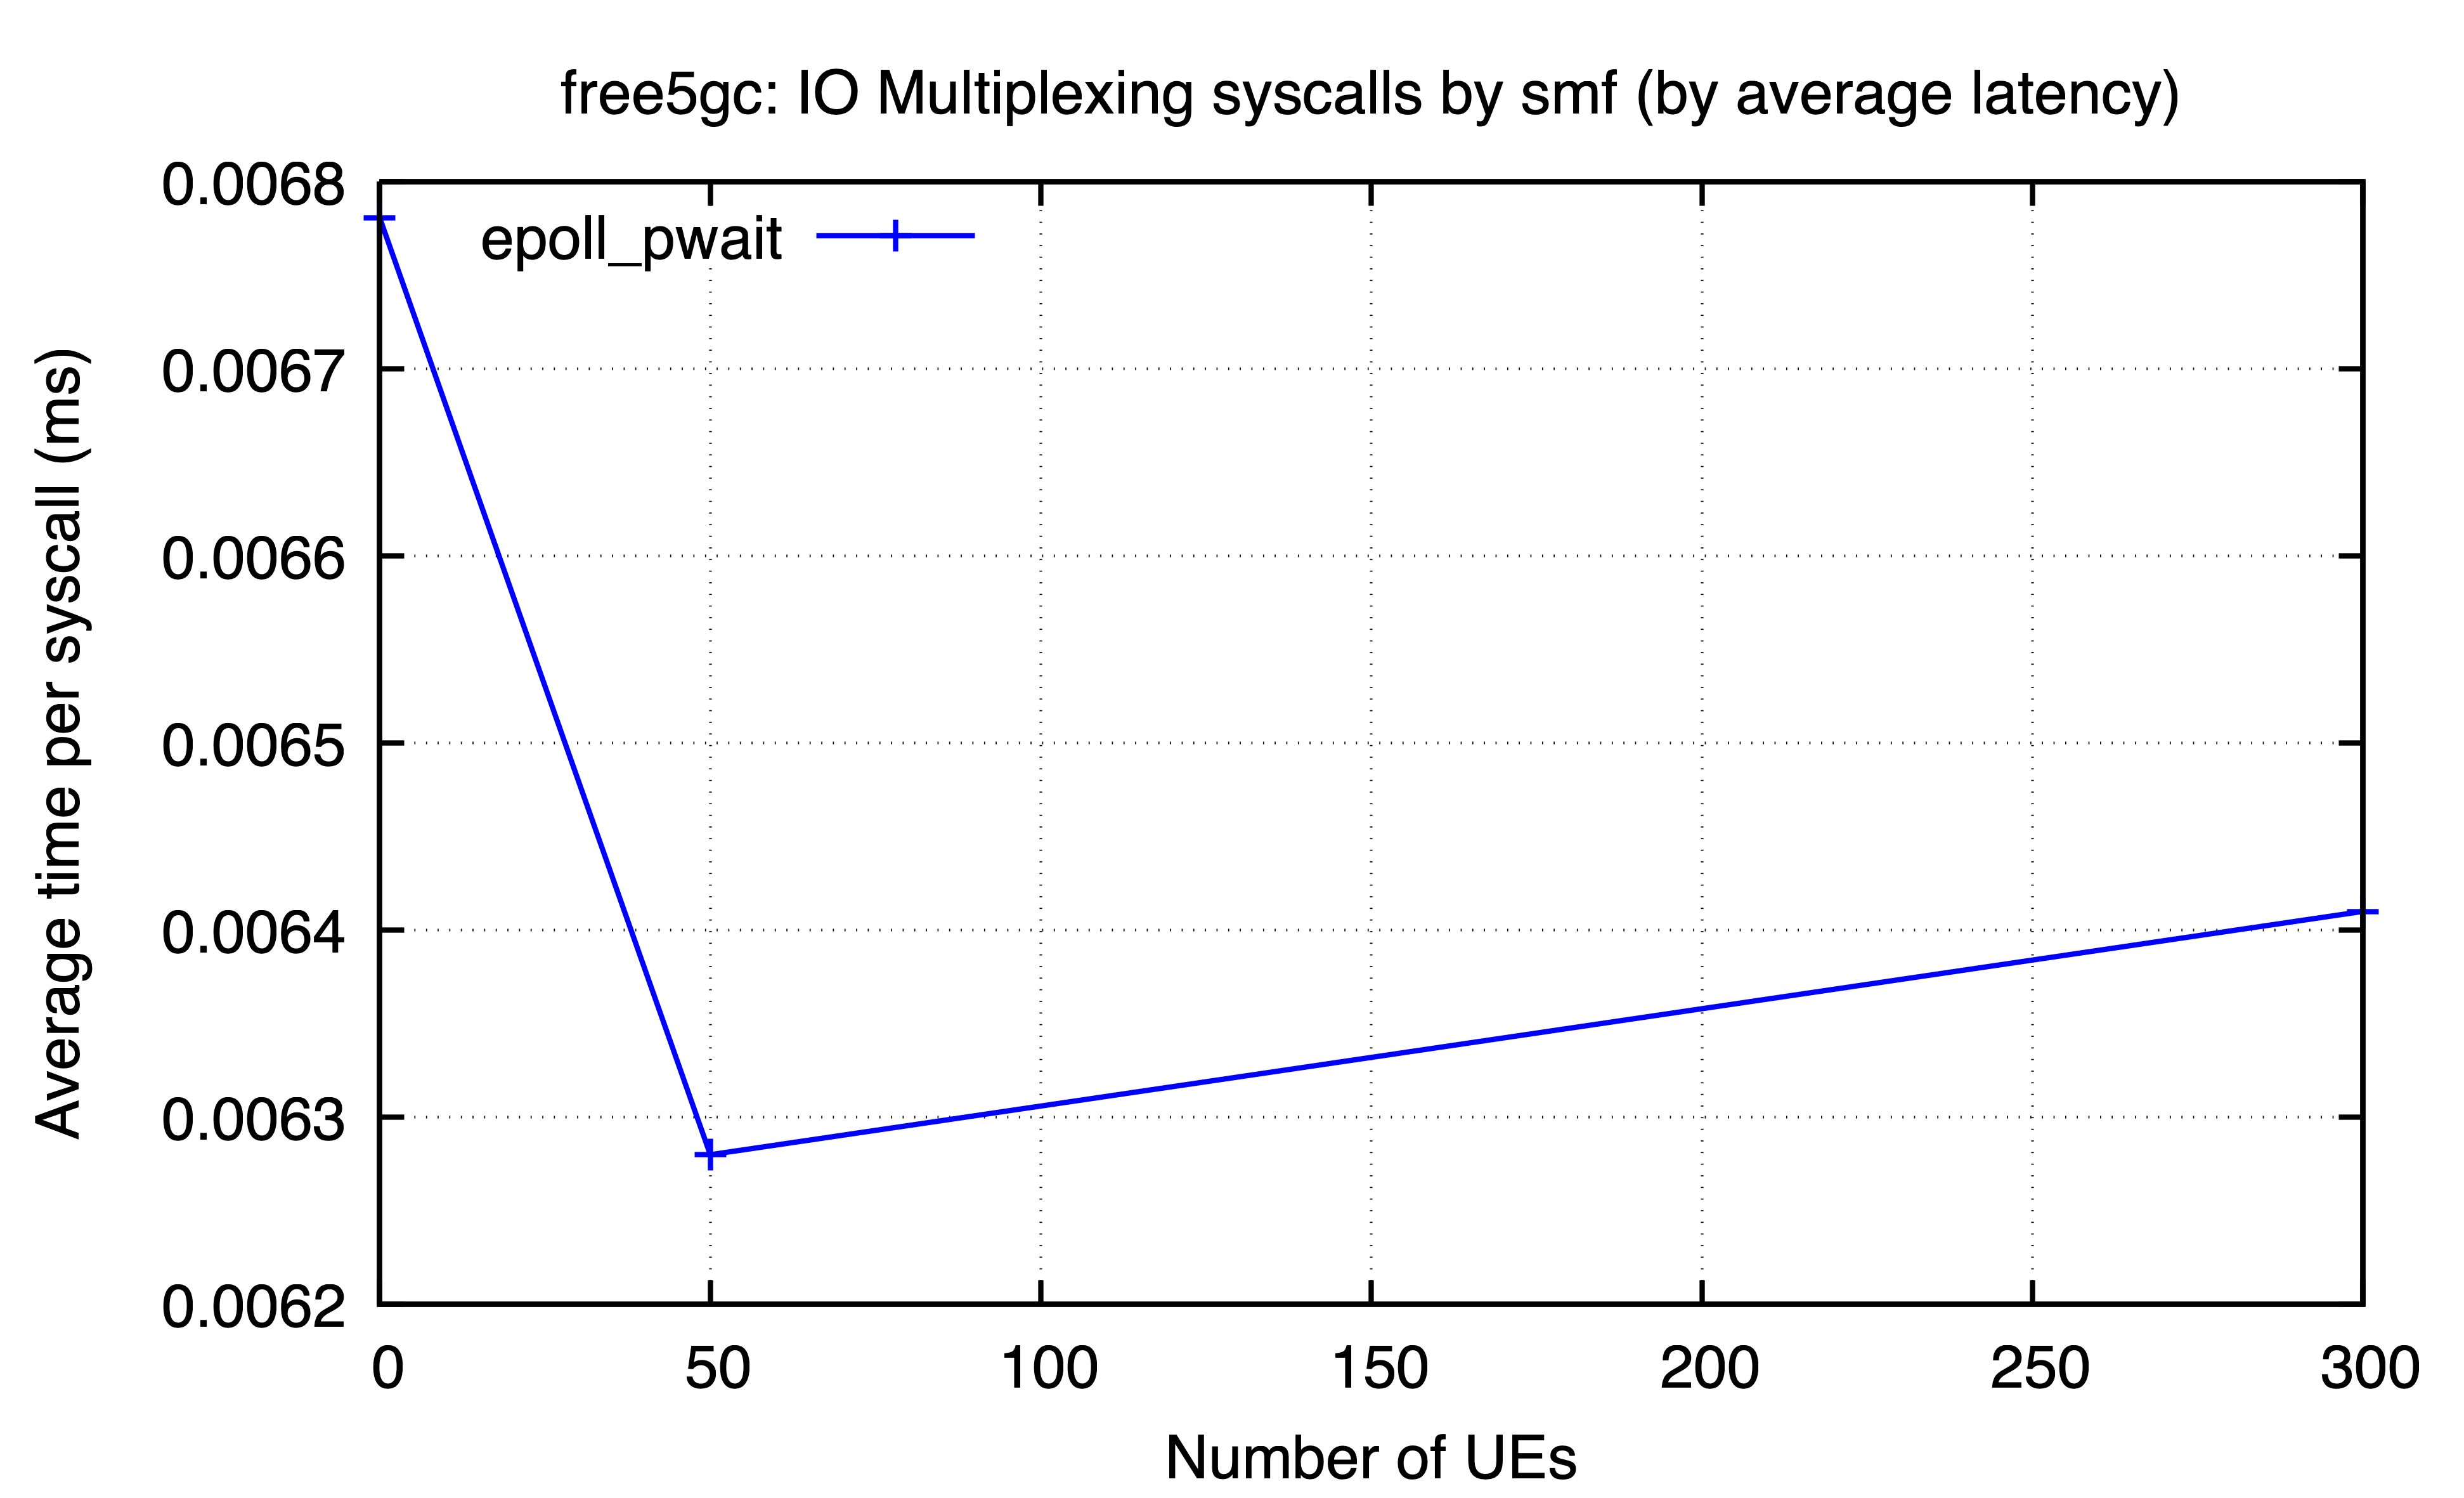 free5gc: IO Multiplexing syscalls by smf (by average latency)
0.0068
epoll_pwait
0.0067
0.0066
0.0065
0.0064
0.0063
0.0062
Average time per syscall (ms)
0 50 100 150 200 250 300
Number of UEs